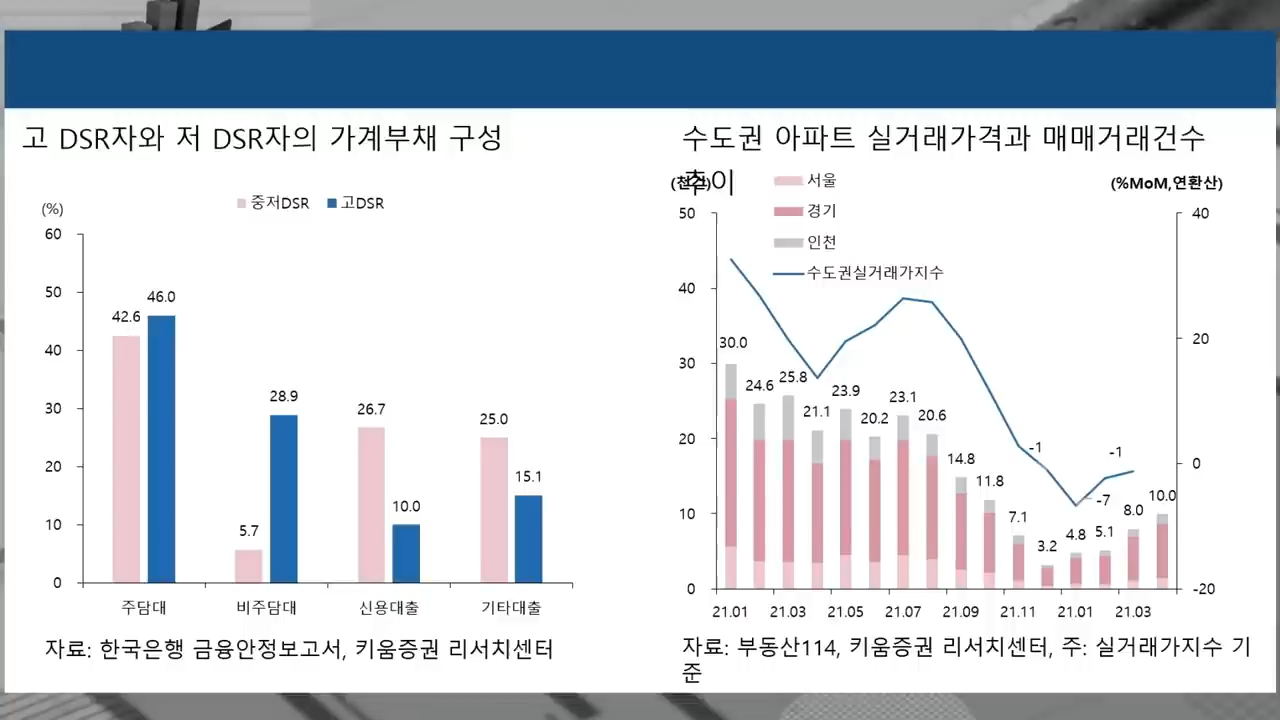 고 DSR자와 저 DSR자의 가계부채 구성
(%)
중저DSR 고DSR
60
50
40
30
20
10
0
42.6 46.0
5.7 28.9
26.7 10.0
25.0 15.1
주담대 비주담대 신용대출 기타대출
자료: 한국은행 금융안정보고서, 키움증권 리서치센터
수도권 아파트 실거래가격과 매매거래건수
추이
(천건)
(%MoM,연환산)
서울
경기
인천
수도권실거래가지수
50
40
30
20
10
0
40
20
0
-20
30.0 24.6 25.8 21.1 23.9 20.2 23.1 20.6 14.8 11.8 7.1 3.2 4.8 5.1 8.0 10.0
-1 -7 -1
21.01 21.03 21.05 21.07 21.09 21.11 21.01 21.03
자료: 부동산114, 키움증권 리서치센터, 주: 실거래가지수 기
준